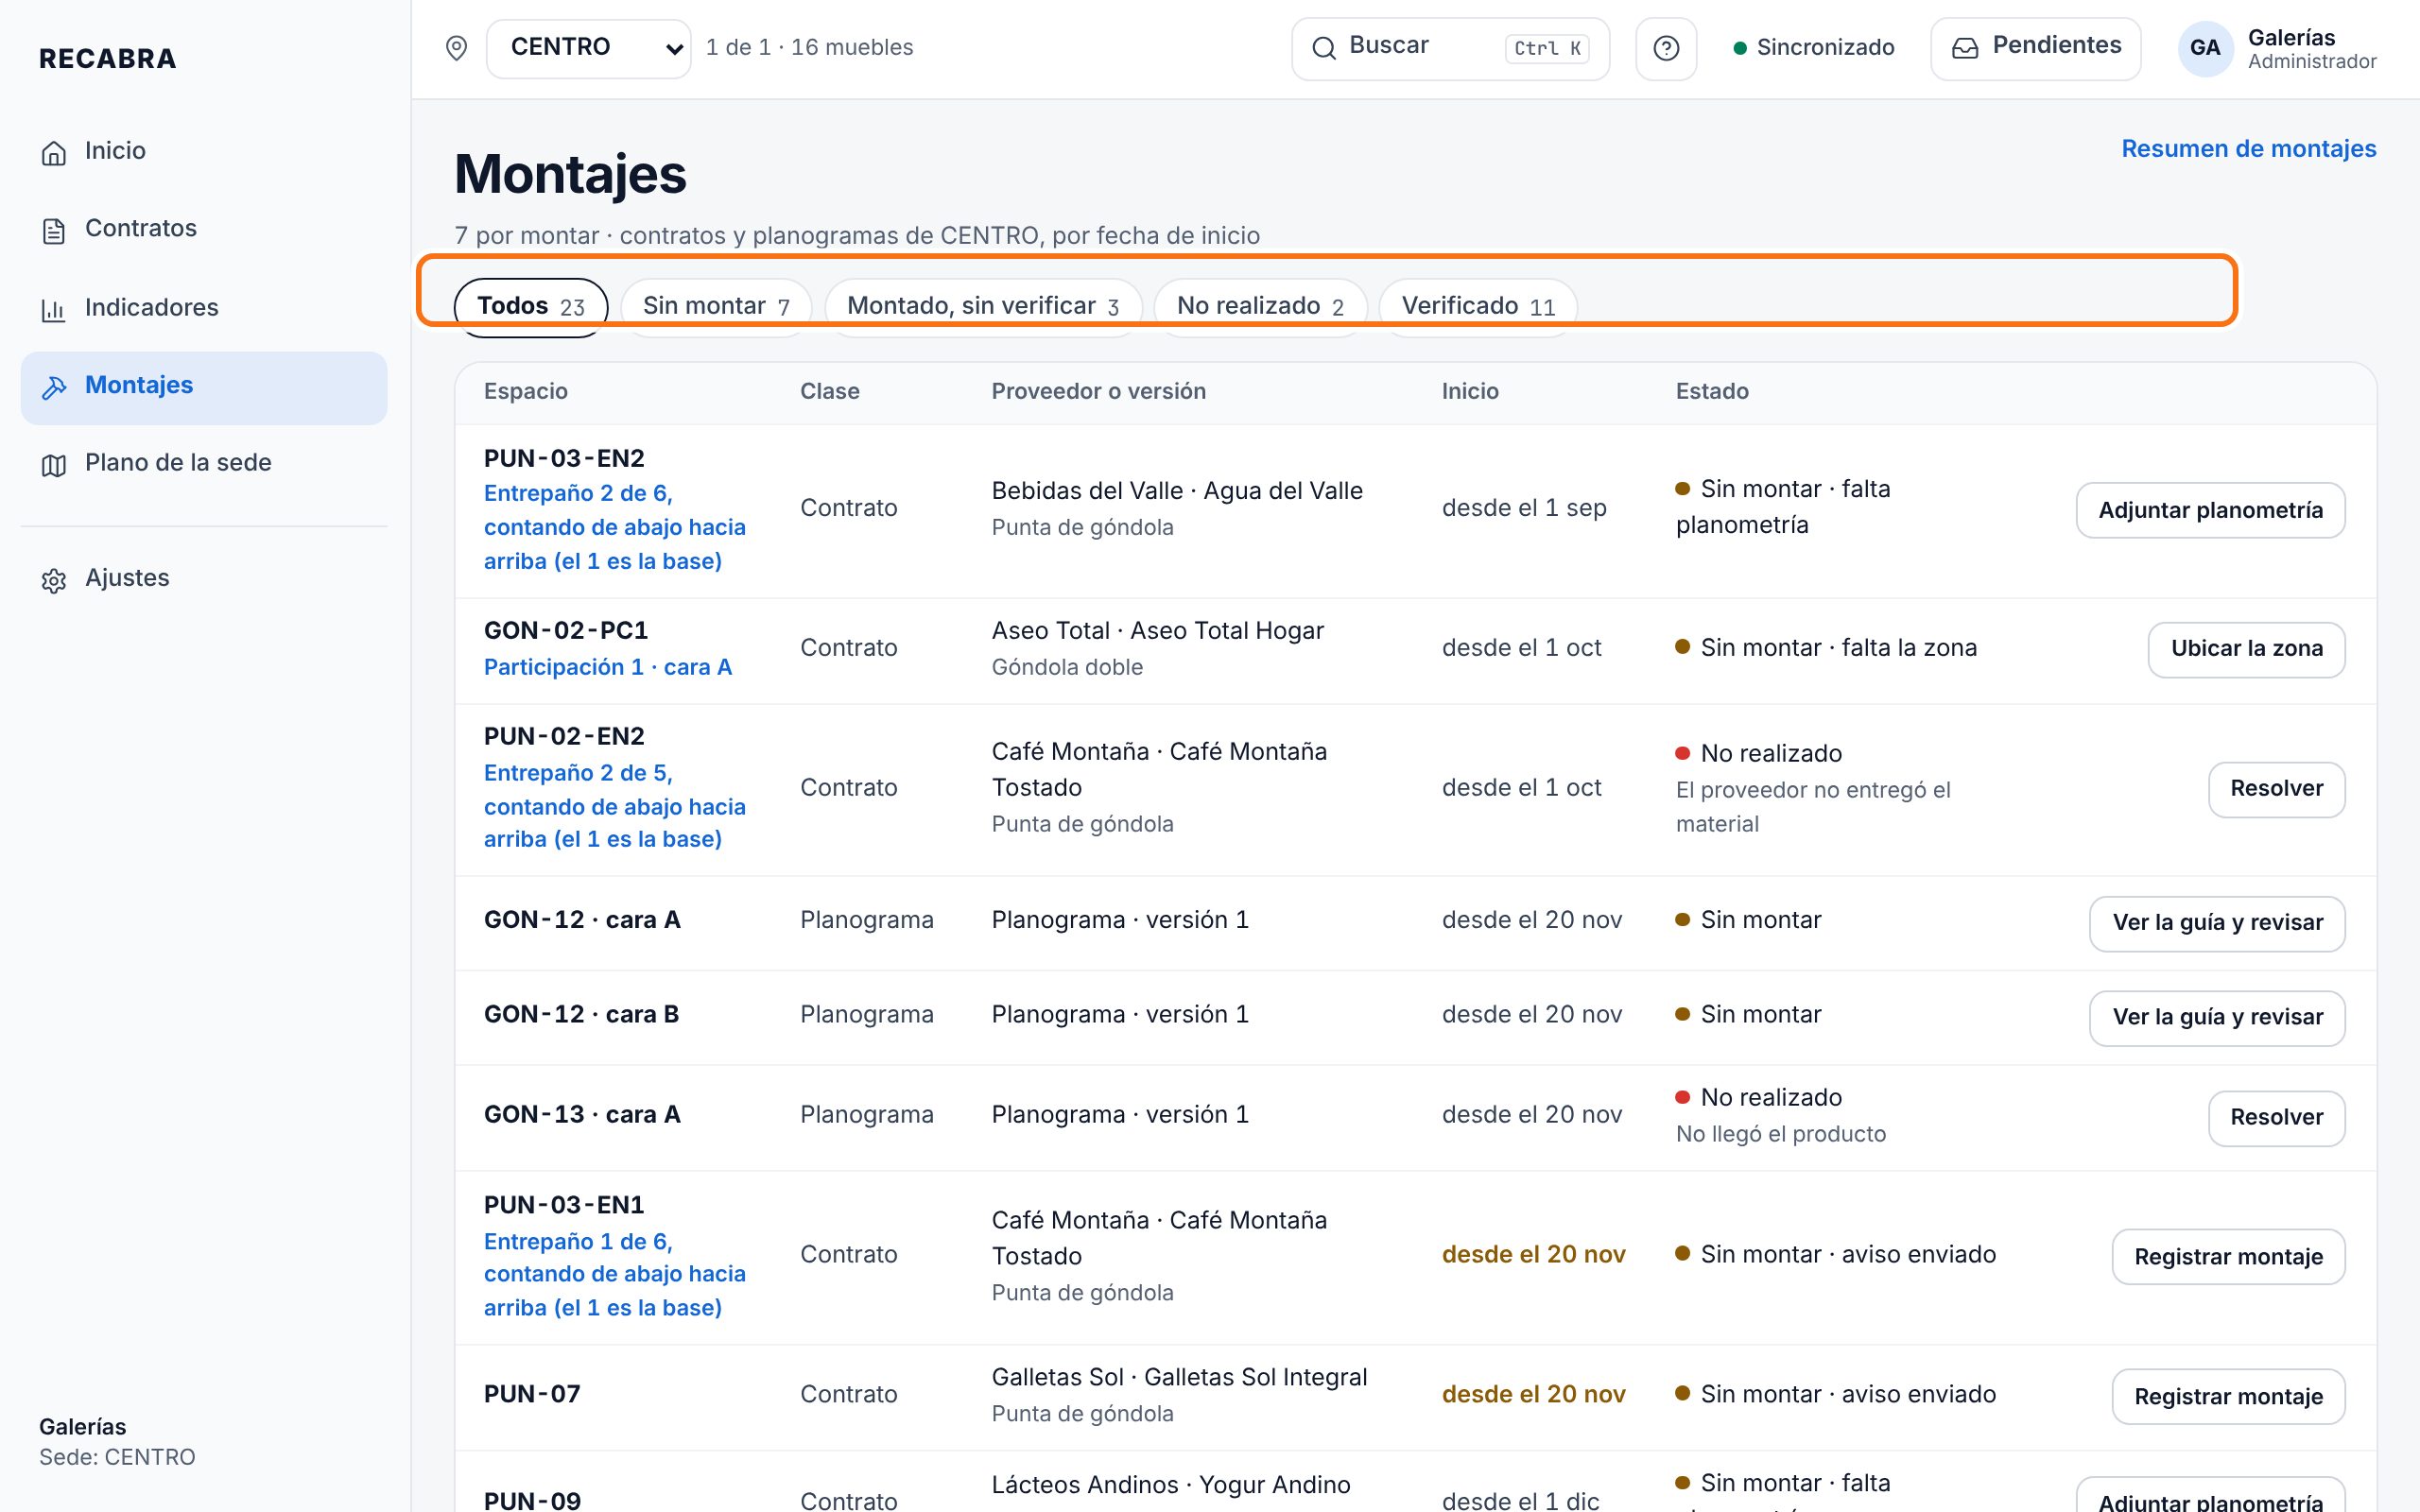 RECABRA
CENTRO
1 de 1 · 16 muebles
Buscar
Ctrl K
Sincronizado
Pendientes
GA
Galerías
Administrador
Inicio
Contratos
Indicadores
Montajes
Plano de la sede
Ajustes
Galerías
Sede: CENTRO
Montajes
Resumen de montajes
7 por montar · contratos y planogramas de CENTRO, por fecha de inicio
Todos 23
Sin montar 7
Montado, sin verificar 3
No realizado 2
Verificado 11
Espacio Clase Proveedor o versión Inicio Estado
PUN-03-EN2
Entrepaño 2 de 6,
contando de abajo hacia
arriba (el 1 es la base)
Contrato
Bebidas del Valle · Agua del Valle
Punta de góndola
desde el 1 sep
Sin montar · falta
planometría
Adjuntar planometría
GON-02-PC1
Participación 1 · cara A
Contrato
Aseo Total · Aseo Total Hogar
Góndola doble
desde el 1 oct
Sin montar · falta la zona
Ubicar la zona
PUN-02-EN2
Entrepaño 2 de 5,
contando de abajo hacia
arriba (el 1 es la base)
Contrato
Café Montaña · Café Montaña
Tostado
Punta de góndola
desde el 1 oct
No realizado
El proveedor no entregó el
material
Resolver
GON-12 · cara A
Planograma
Planograma · versión 1
desde el 20 nov
Sin montar
Ver la guía y revisar
GON-12 · cara B
Planograma
Planograma · versión 1
desde el 20 nov
Sin montar
Ver la guía y revisar
GON-13 · cara A
Planograma
Planograma · versión 1
desde el 20 nov
No realizado
No llegó el producto
Resolver
PUN-03-EN1
Entrepaño 1 de 6,
contando de abajo hacia
arriba (el 1 es la base)
Contrato
Café Montaña · Café Montaña
Tostado
Punta de góndola
desde el 20 nov
Sin montar · aviso enviado
Registrar montaje
PUN-07
Contrato
Galletas Sol · Galletas Sol Integral
Punta de góndola
desde el 20 nov
Sin montar · aviso enviado
Registrar montaje
PUN-09
Contrato
Lácteos Andinos · Yogur Andino
desde el 1 dic
Sin montar · falta
Adjuntar planometría